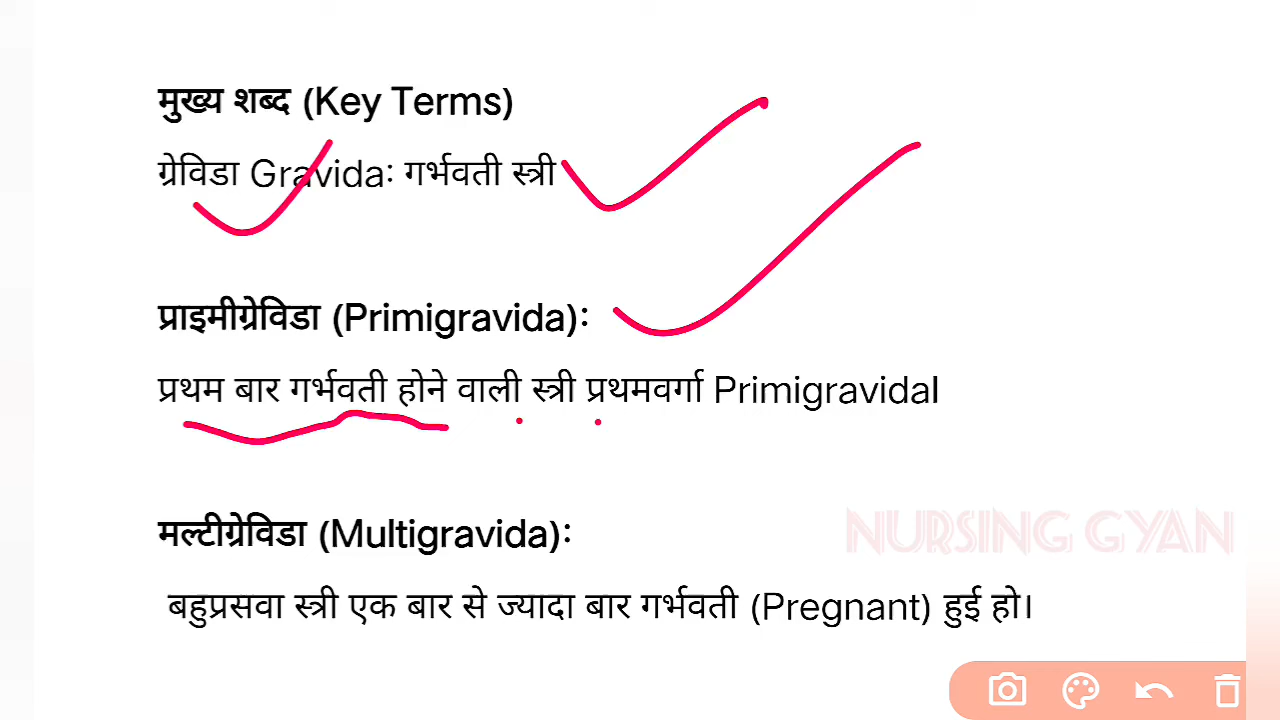 मुख्य शब्द (Key Terms)
ग्रेविडा Gravida: गर्भवती स्त्री
प्राइमीग्रेविडा (Primigravida):
प्रथम बार गर्भवती होने वाली स्त्री प्रथमवर्गा Primigravidal
मल्टीग्रेविडा (Multigravida):
NURSING GYAN
बहुप्रसवा स्त्री एक बार से ज्यादा बार गर्भवती (Pregnant) हुई हो।